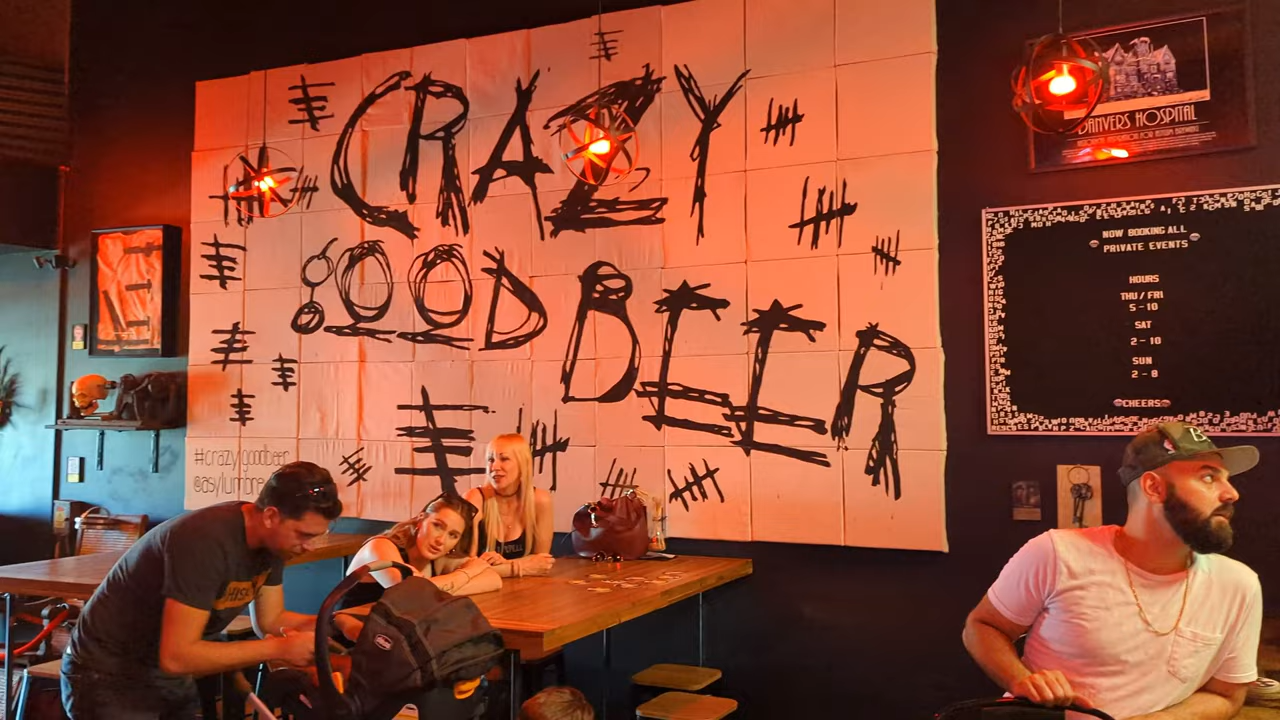 CRAZY
GOOD BEER
#crazygoodbeer
DANVERS HOSPITAL
NOW BOOKING ALL
PRIVATE EVENTS
HOURS
THU / FRI
5 - 10
SAT
2 - 10
SUN
2 - 8
CHEERS